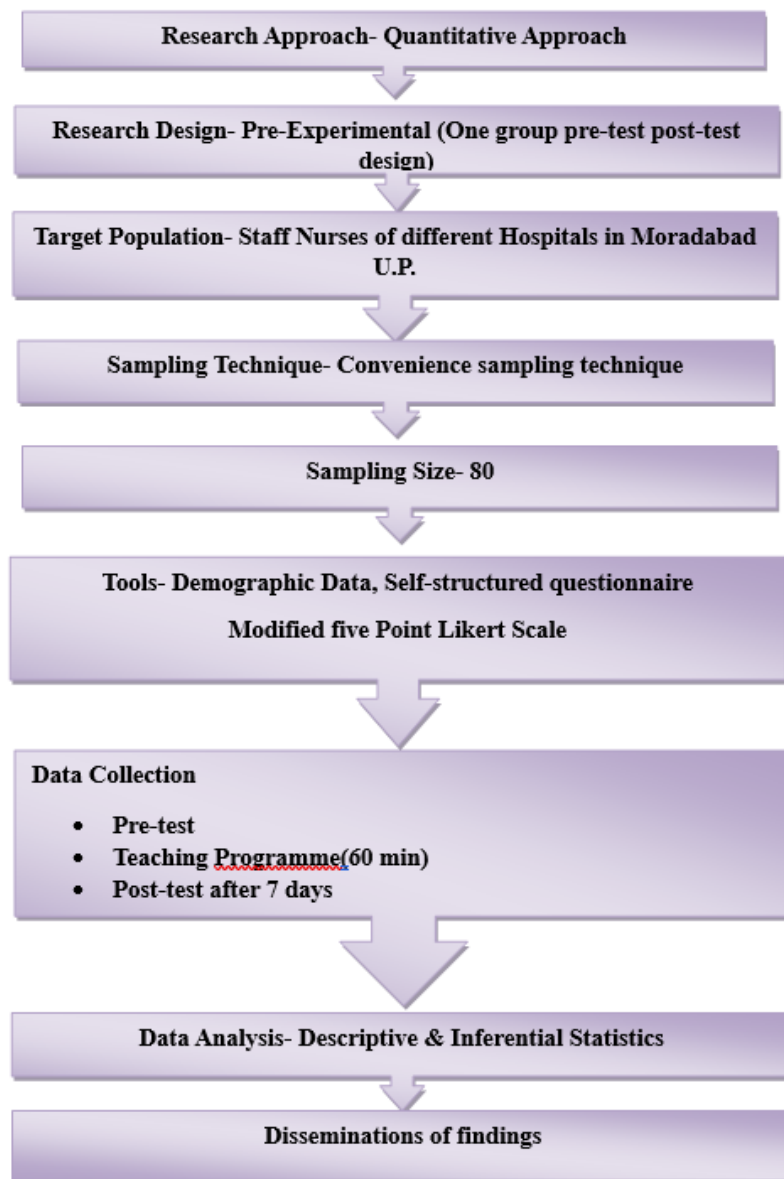 Research Approach- Quantitative Approach
Research Design- Pre-Experimental (One group pre-test post-test
design)
Target Population- Staff Nurses of different Hospitals in Moradabad
U.P.
Sampling Technique- Convenience sampling technique
Sampling Size- 80
Tools- Demographic Data, Self-structured questionnaire
Modified five Point Likert Scale
Data Collection
• Pre-test
• Teaching Programme(60 min)
• Post-test after 7 days
Data Analysis- Descriptive & Inferential Statistics
Disseminations of findings